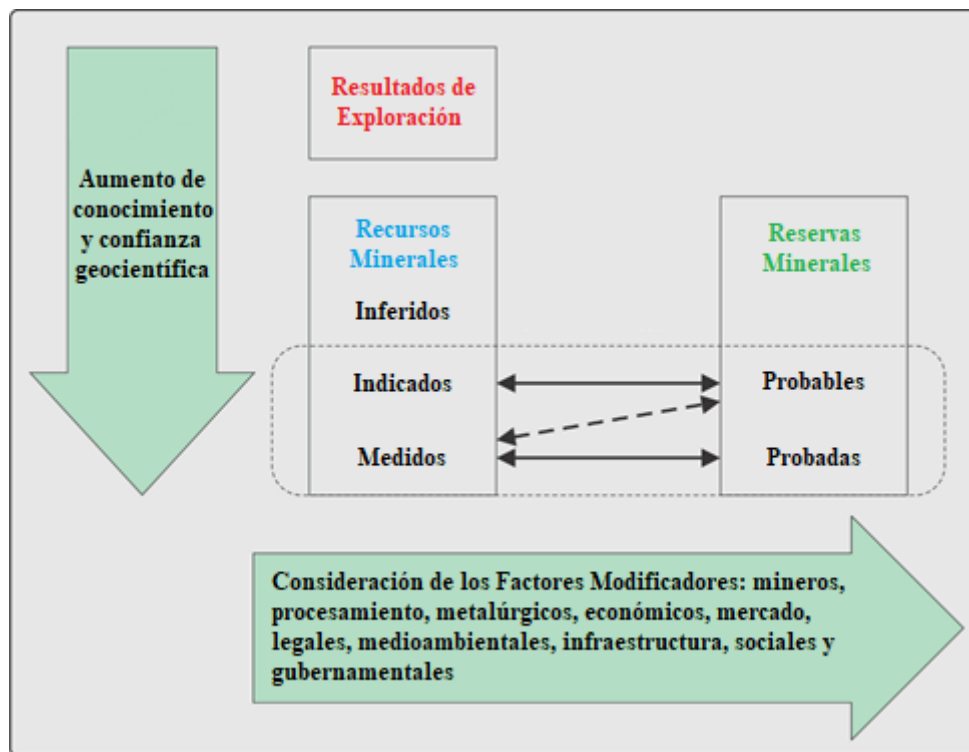 Resultados de
Exploración
Aumento de
conocimiento
y confianza
geocientífica
Recursos
Minerales
Inferidos
Indicados
Medidos
Reservas
Minerales
Probables
Probadas
Consideración de los Factores Modificadores: mineros,
procesamiento, metalúrgicos, económicos, mercado,
legales, medioambientales, infraestructura, sociales y
gubernamentales